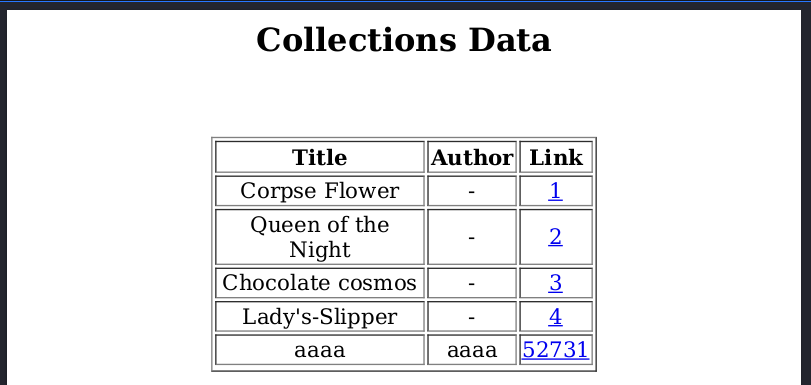 Collections Data
Title Author Link
Corpse Flower - 1
Queen of the
Night - 2
Chocolate cosmos - 3
Lady's-Slipper - 4
aaaa aaaa 52731